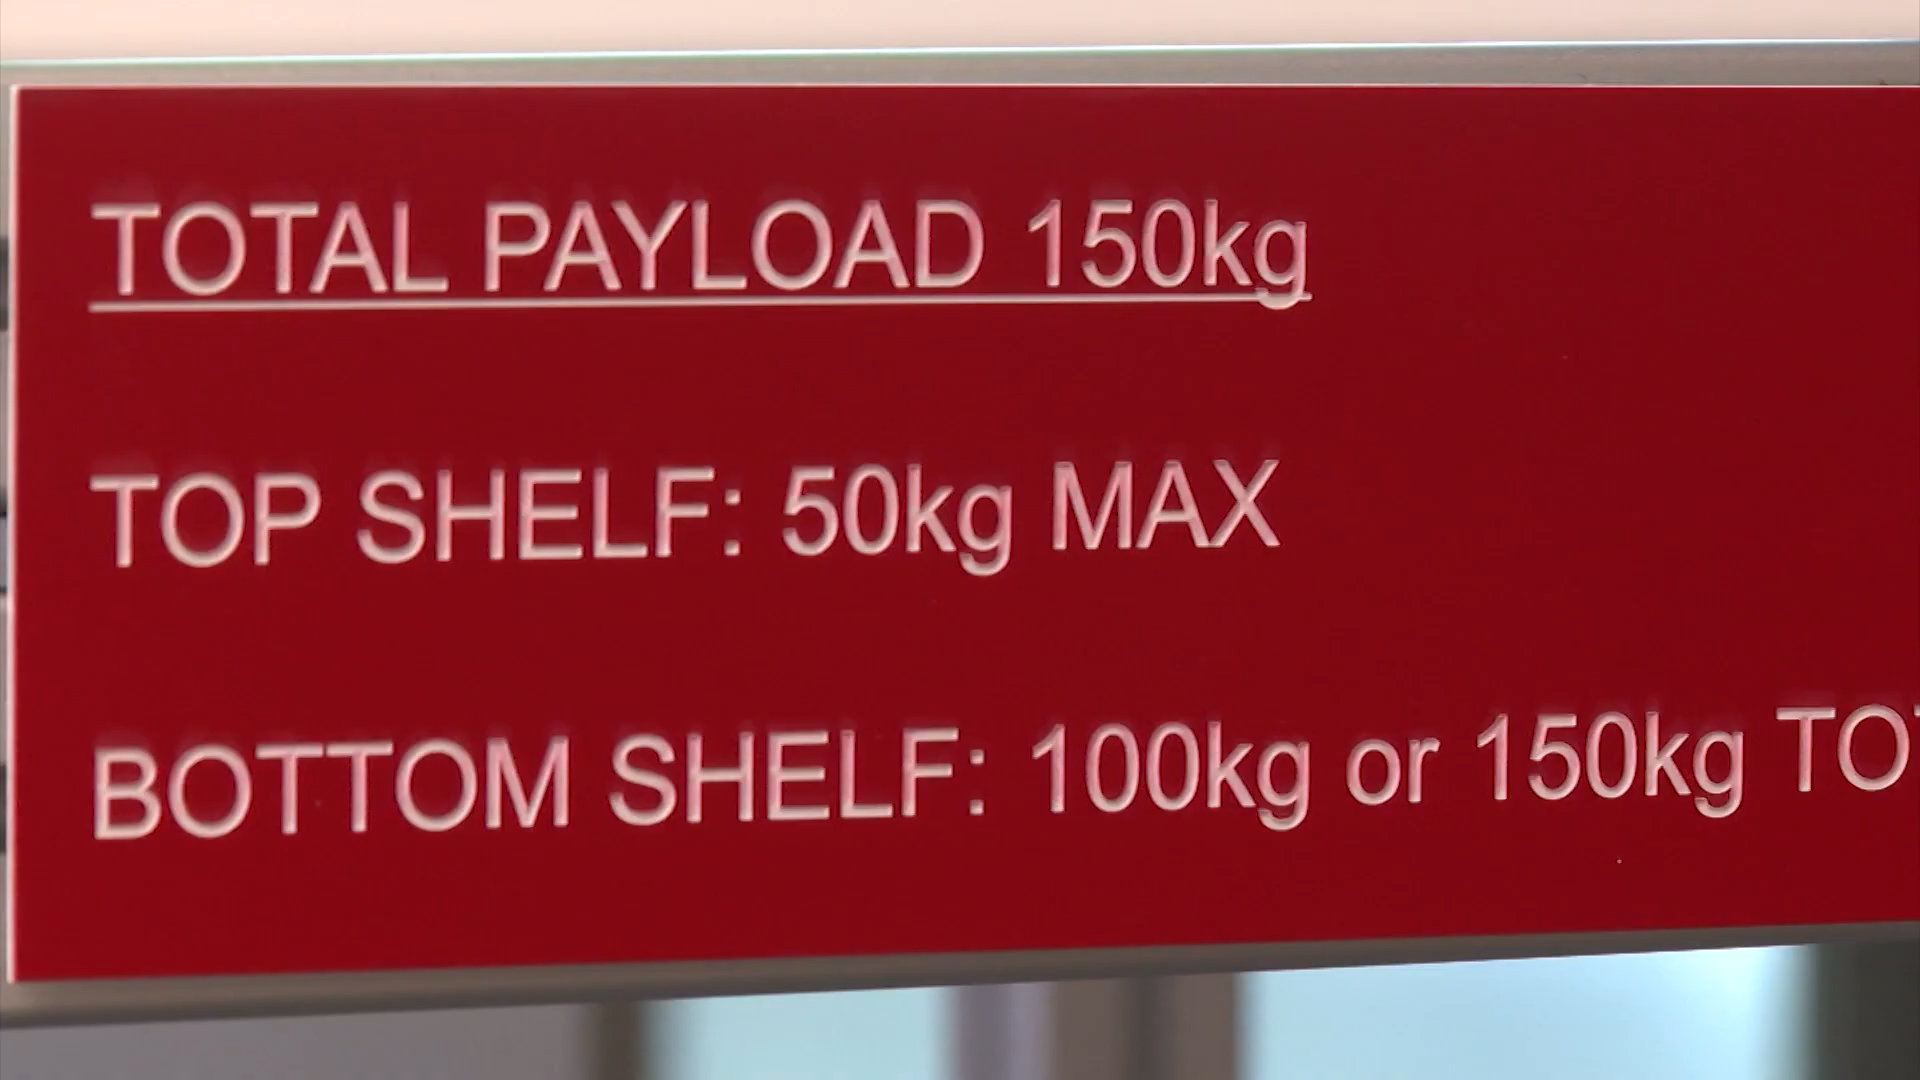 TOTAL PAYLOAD 150kg
TOP SHELF: 50kg MAX
BOTTOM SHELF: 100kg or 150kg